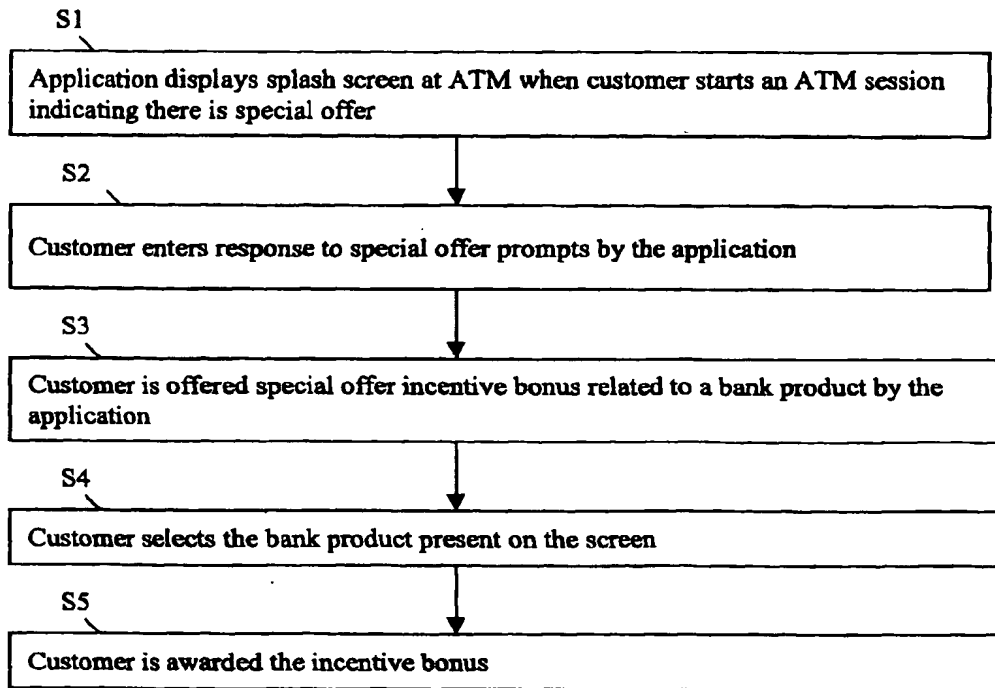 S1
Application displays splash screen at ATM when customer starts an ATM session
indicating there is special offer
S2
Customer enters response to special offer prompts by the application
S3
Customer is offered special offer incentive bonus related to a bank product by the
application
S4
Customer selects the bank product present on the screen
S5
Customer is awarded the incentive bonus